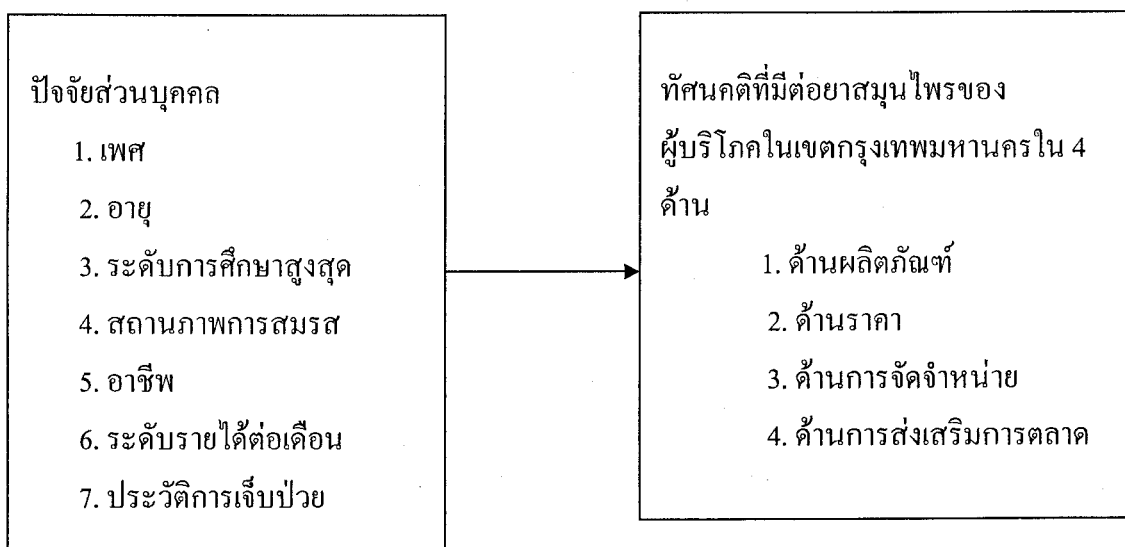 ปัจจัยส่วนบุคคล
1. เพศ
2. อายุ
3. ระดับการศึกษาสูงสุด
4. สถานภาพการสมรส
5. อาชีพ
6. ระดับรายได้ต่อเดือน
7. ประวัติการเจ็บป่วย
ทัศนคติที่มีต่อยาสมุนไพรของ
ผู้บริโภคในเขตกรุงเทพมหานครใน 4
ด้าน
1. ด้านผลิตภัณฑ์
2. ด้านราคา
3. ด้านการจัดจำหน่าย
4. ด้านการส่งเสริมการตลาด